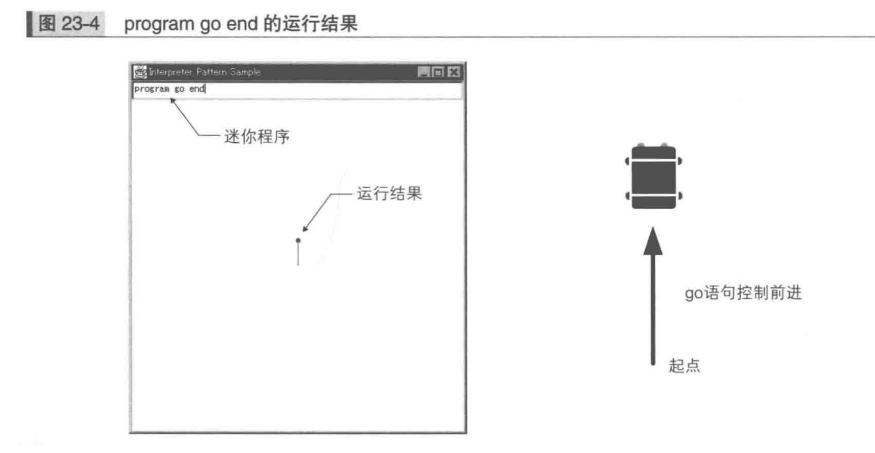 图 23-4 program go end 的运行结果
Interpreter Pattern Sample
program go end
迷你程序
运行结果
go语句控制前进
起点